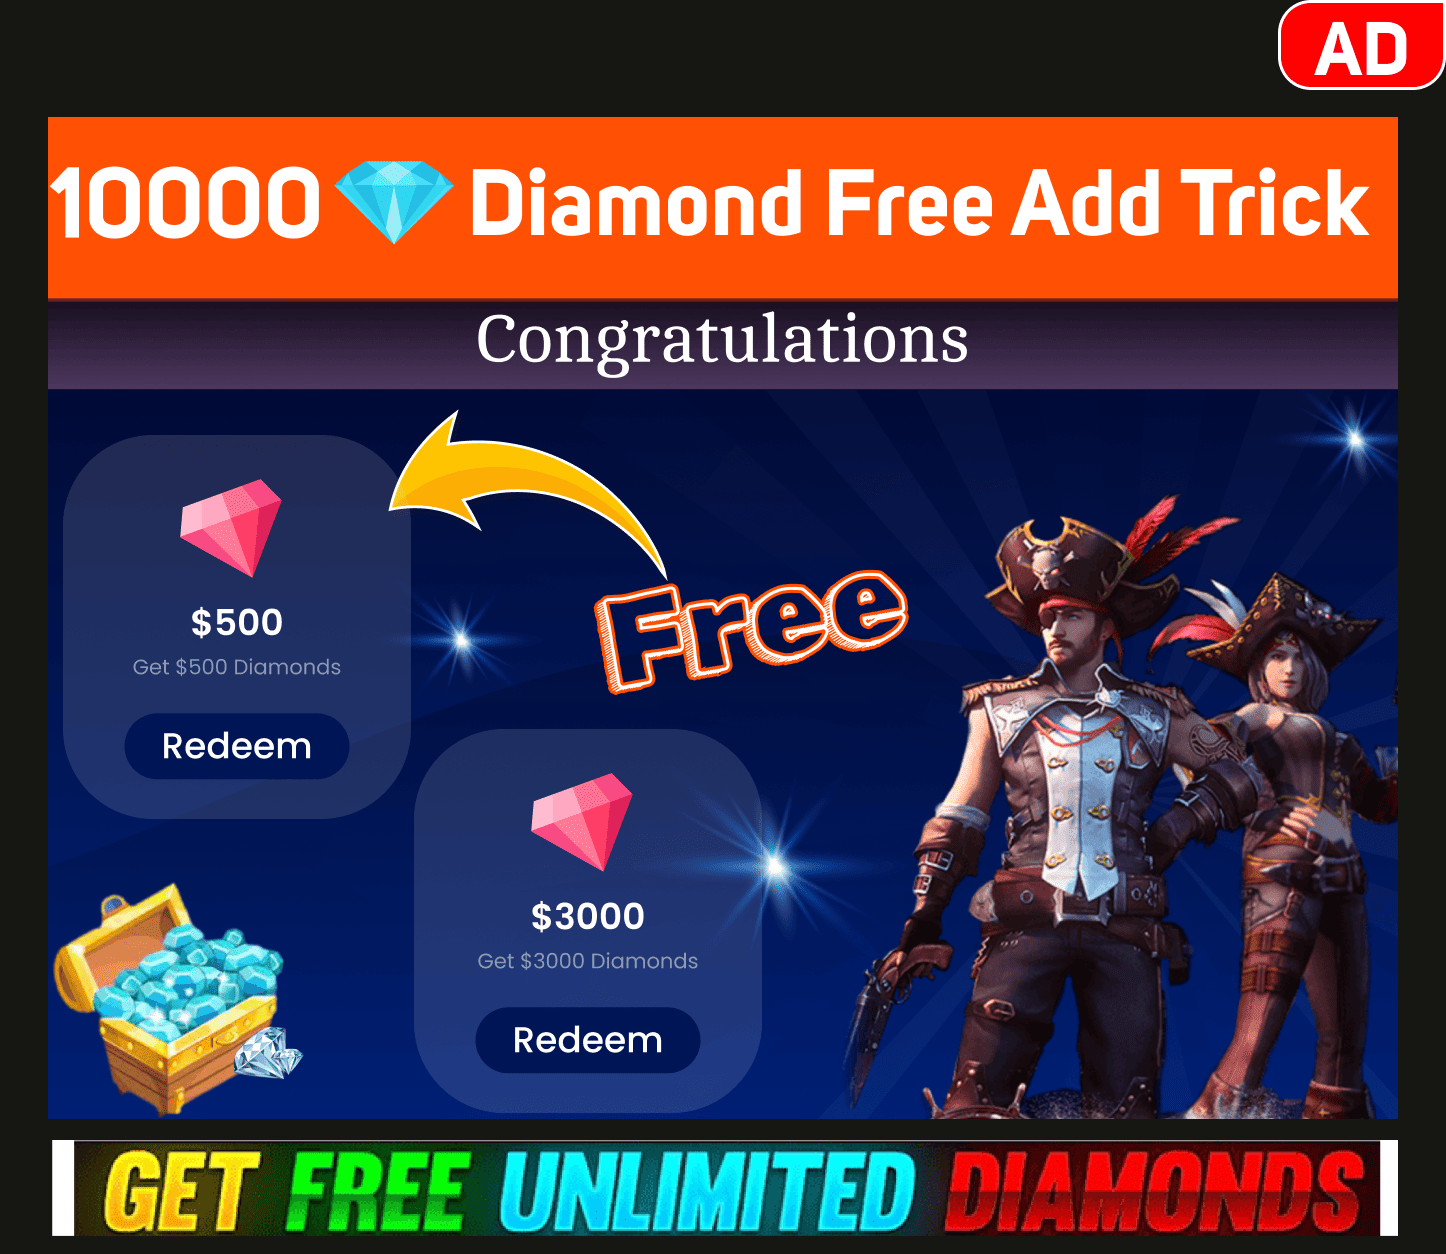 AD
10000 Diamond Free Add Trick
Congratulations
$500
Get $500 Diamonds
Redeem
Free
$3000
Get $3000 Diamonds
Redeem
GET FREE UNLIMITED DIAMONDS